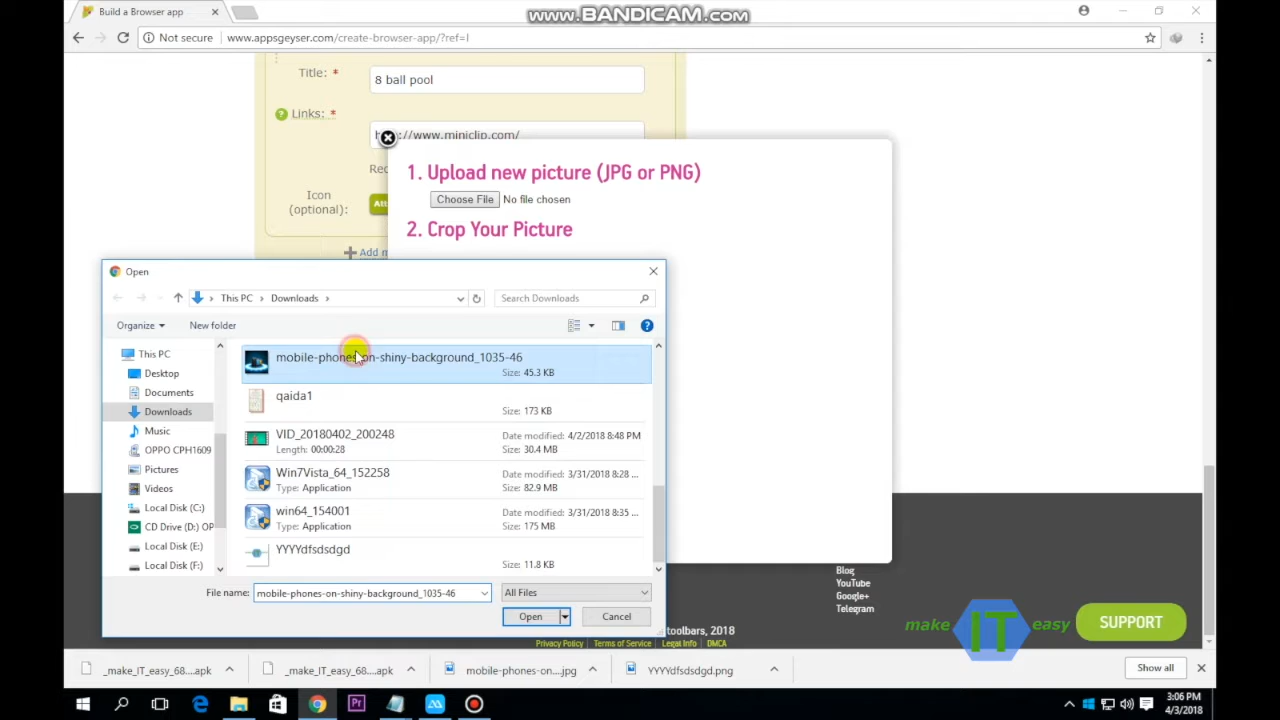 Build a Browser app
www.BANDICAM.com
Not secure
www.appsgeyser.com/create-browser-app/?ref=l
Title: *
8 ball pool
Links: *
http://www.miniclip.com/
Icon
(optional):
1. Upload new picture (JPG or PNG)
Choose File
No file chosen
2. Crop Your Picture
Open
This PC
Downloads
Search Downloads
Organize
New folder
This PC
Desktop
Documents
Downloads
Music
OPPO CPH1609
Pictures
Videos
Local Disk (C:)
CD Drive (D:) OP
Local Disk (E:)
Local Disk (F:)
mobile-phones-on-shiny-background_1035-46
Size: 45.3 KB
qaida1
Size: 173 KB
VID_20180402_200248
Date modified: 4/2/2018 8:48 PM
Length: 00:00:28
Size: 30.4 MB
Win7Vista_64_152258
Date modified: 3/31/2018 8:28 ...
Type: Application
Size: 82.9 MB
win64_154001
Date modified: 3/31/2018 8:35 ...
Type: Application
Size: 175 MB
YYYYdfsdsdgd
Size: 11.8 KB
File name:
mobile-phones-on-shiny-background_1035-46
All Files
Open
Cancel
Blog
YouTube
Google+
Telegram
toolbars, 2018
Privacy Policy
Terms of Service
Legal Info
DMCA
make IT easy
SUPPORT
_make_IT_easy_68....apk
_make_IT_easy_68....apk
mobile-phones-on....jpg
YYYYdfsdsdgd.png
Show all
3:06 PM
4/3/2018